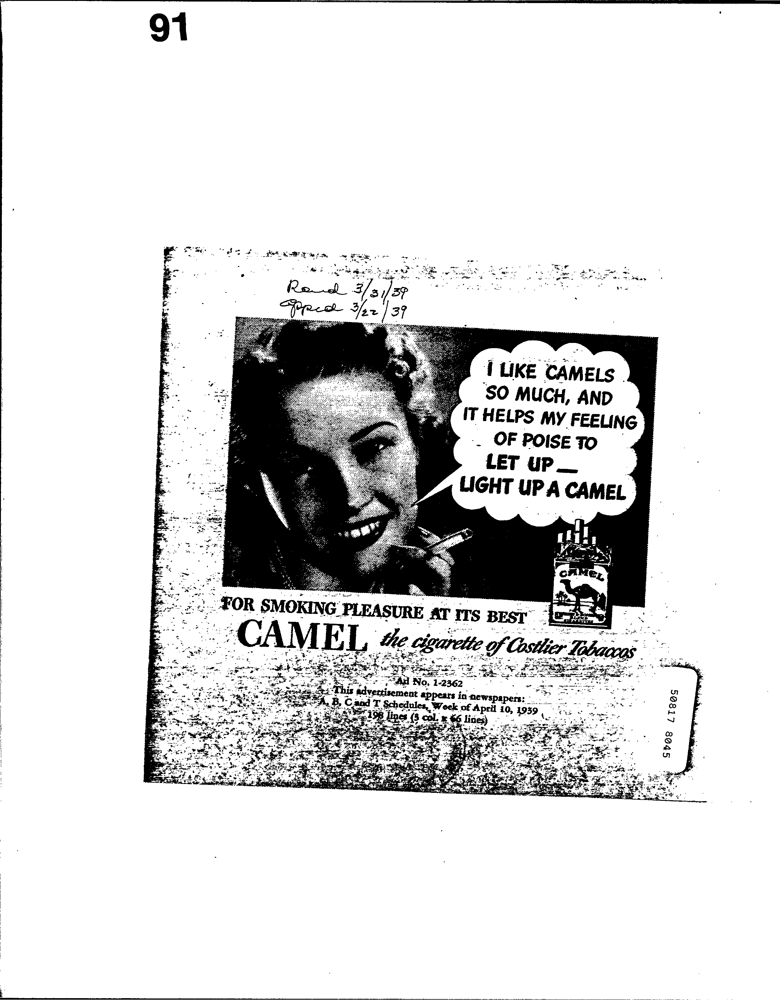 91
3/31/39
3/22/39
I LIKE CAMELS
SO MUCH, AND
IT HELPS MY FEELING
OF POISE TO
LET UP —
LIGHT UP A CAMEL
CAMEL
FOR SMOKING PLEASURE AT ITS BEST
CAMEL the cigarette of Costlier Tobaccos
Ad No. 1-2362
This advertisement appears in newspapers:
A, B, C and T Schedules, Week of April 10, 1939
198 lines (3 col. x 66 lines)
50817 8045